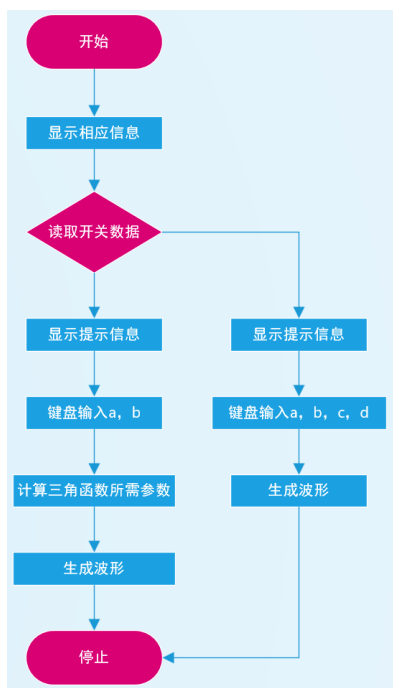 开始
显示相应信息
读取开关数据
显示提示信息
显示提示信息
键盘输入a，b
键盘输入a，b，c，d
计算三角函数所需参数
生成波形
生成波形
停止